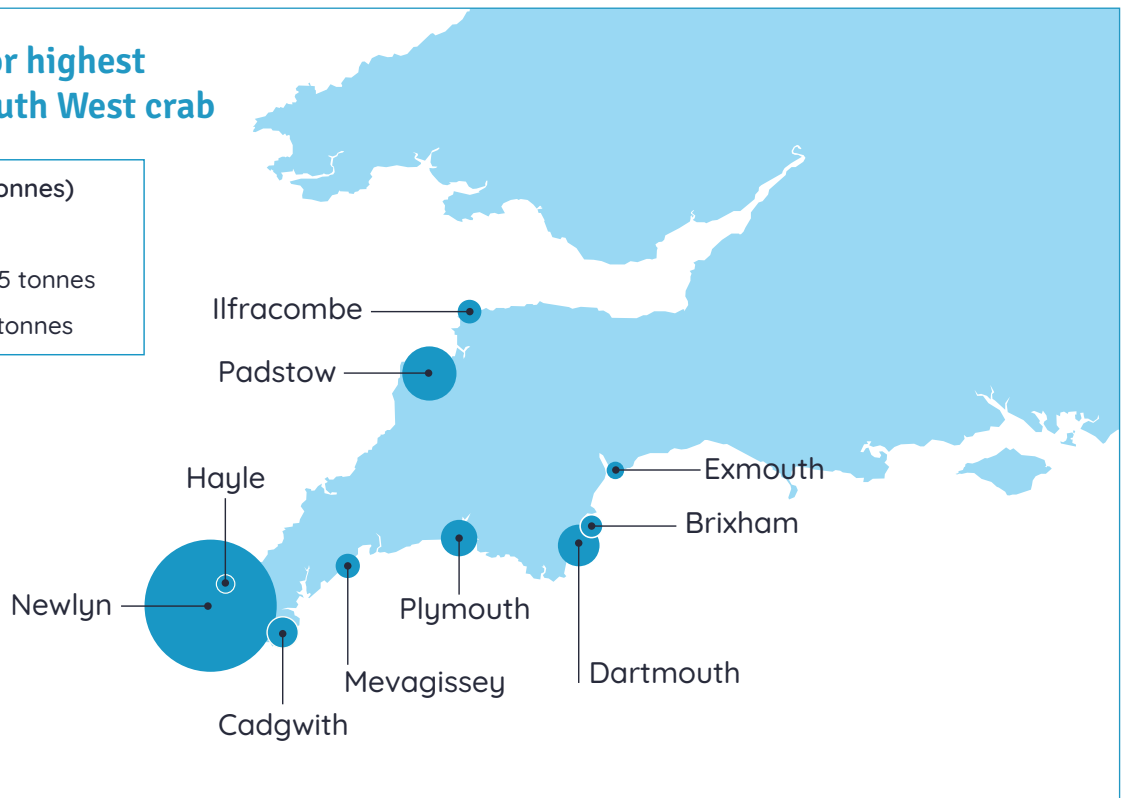 or highest
uth West crab
onnes)
5 tonnes
tonnes
Ilfracombe
Padstow
Hayle
Exmouth
Brixham
Newlyn
Plymouth
Dartmouth
Mevagissey
Cadgwith